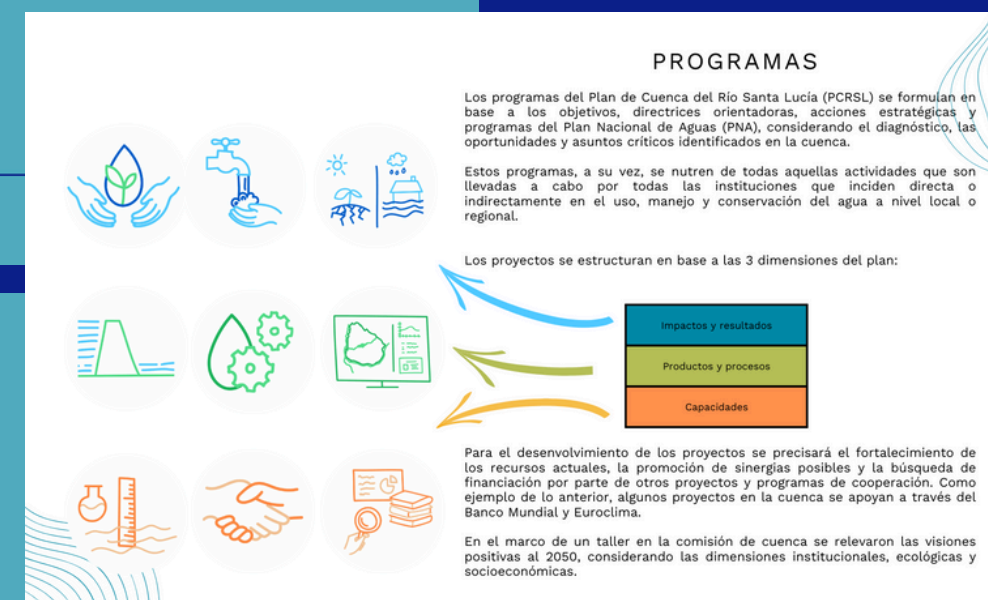 PROGRAMAS
Los programas del Plan de Cuenca del Río Santa Lucía (PCRSL) se formulan en
base a los objetivos, directrices orientadoras, acciones estratégicas y
programas del Plan Nacional de Aguas (PNA), considerando el diagnóstico, las
oportunidades y asuntos críticos identificados en la cuenca.
Estos programas, a su vez, se nutren de todas aquellas actividades que son
llevadas a cabo por todas las instituciones que inciden directa o
indirectamente en el uso, manejo y conservación del agua a nivel local o
regional.
Los proyectos se estructuran en base a las 3 dimensiones del plan:
Impactos y resultados
Productos y procesos
Capacidades
Para el desenvolvimiento de los proyectos se precisará el fortalecimiento de
los recursos actuales, la promoción de sinergias posibles y la búsqueda de
financiación por parte de otros proyectos y programas de cooperación. Como
ejemplo de lo anterior, algunos proyectos en la cuenca se apoyan a través del
Banco Mundial y Euroclima.
En el marco de un taller en la comisión de cuenca se relevaron las visiones
positivas al 2050, considerando las dimensiones institucionales, ecológicas y
socioeconómicas.